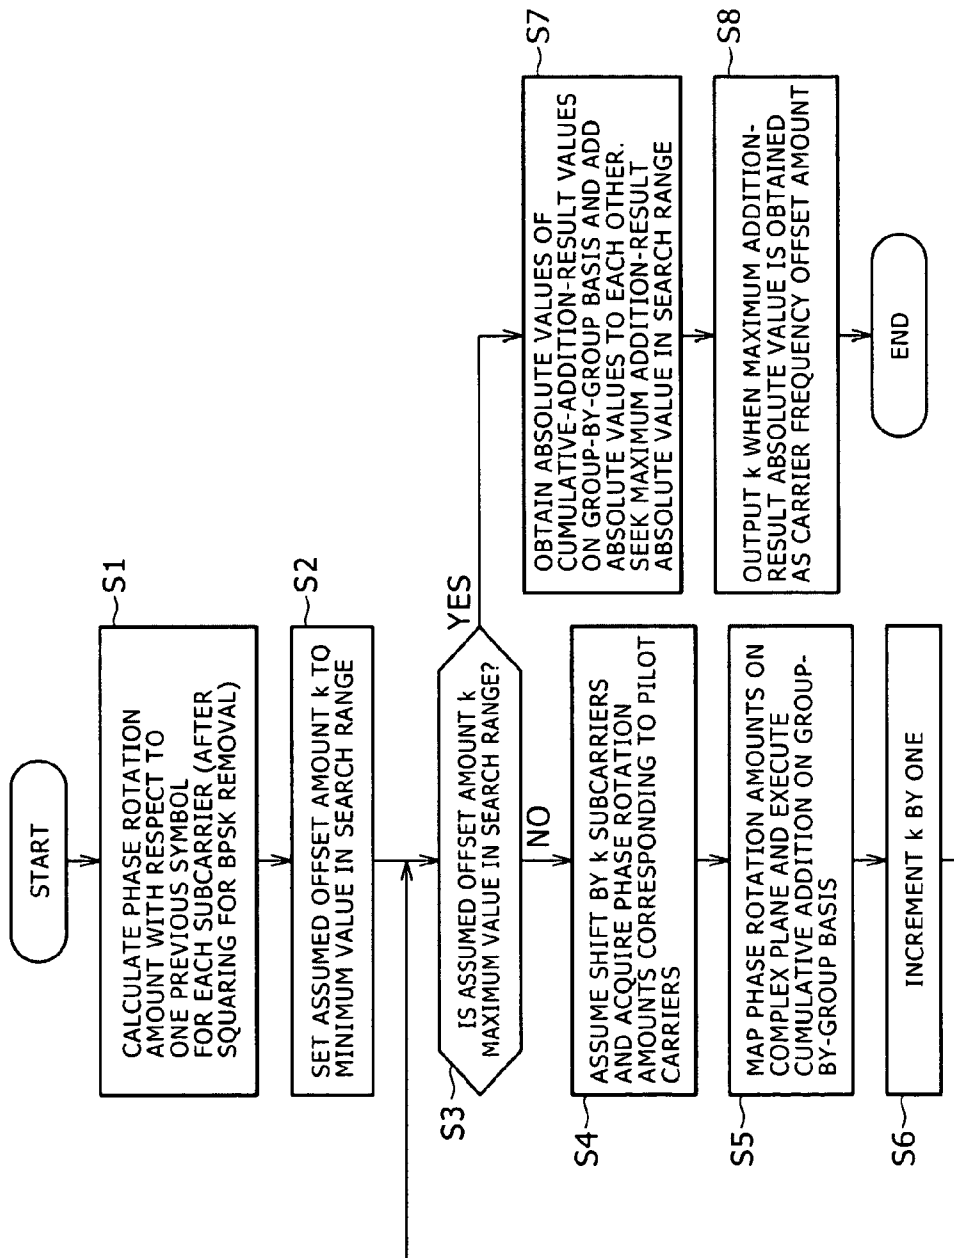 START
S1
CALCULATE PHASE ROTATION
AMOUNT WITH RESPECT TO
ONE PREVIOUS SYMBOL
FOR EACH SUBCARRIER (AFTER
SQUARING FOR BPSK REMOVAL)
S2
SET ASSUMED OFFSET AMOUNT k TO
MINIMUM VALUE IN SEARCH RANGE
S3
IS ASSUMED OFFSET AMOUNT k
MAXIMUM VALUE IN SEARCH RANGE?
YES
NO
S4
ASSUME SHIFT BY k SUBCARRIERS
AND ACQUIRE PHASE ROTATION
AMOUNTS CORRESPONDING TO PILOT
CARRIERS
S5
MAP PHASE ROTATION AMOUNTS ON
COMPLEX PLANE AND EXECUTE
CUMULATIVE ADDITION ON GROUP-
BY-GROUP BASIS
S6
INCREMENT k BY ONE
S7
OBTAIN ABSOLUTE VALUES OF
CUMULATIVE-ADDITION-RESULT VALUES
ON GROUP-BY-GROUP BASIS AND ADD
ABSOLUTE VALUES TO EACH OTHER.
SEEK MAXIMUM ADDITION-RESULT
ABSOLUTE VALUE IN SEARCH RANGE
S8
OUTPUT k WHEN MAXIMUM ADDITION-
RESULT ABSOLUTE VALUE IS OBTAINED
AS CARRIER FREQUENCY OFFSET AMOUNT
END